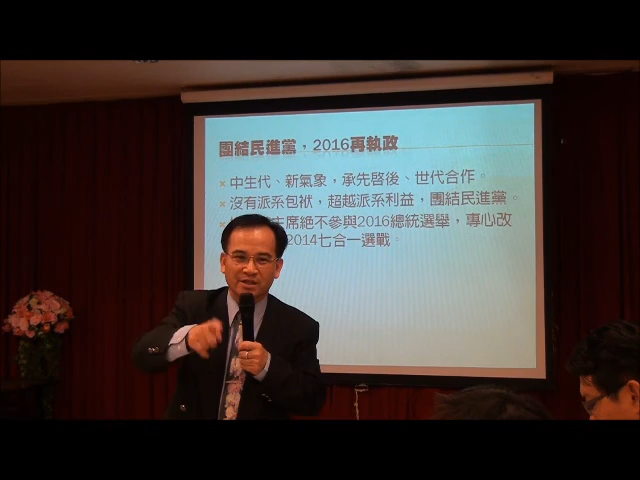 團結民進黨，2016再執政
中生代、新氣象，承先啓後、世代合作。
沒有派系包袱，超越派系利益，團結民進黨。
主席絕不參與2016總統選舉，專心改
2014七合一選戰。